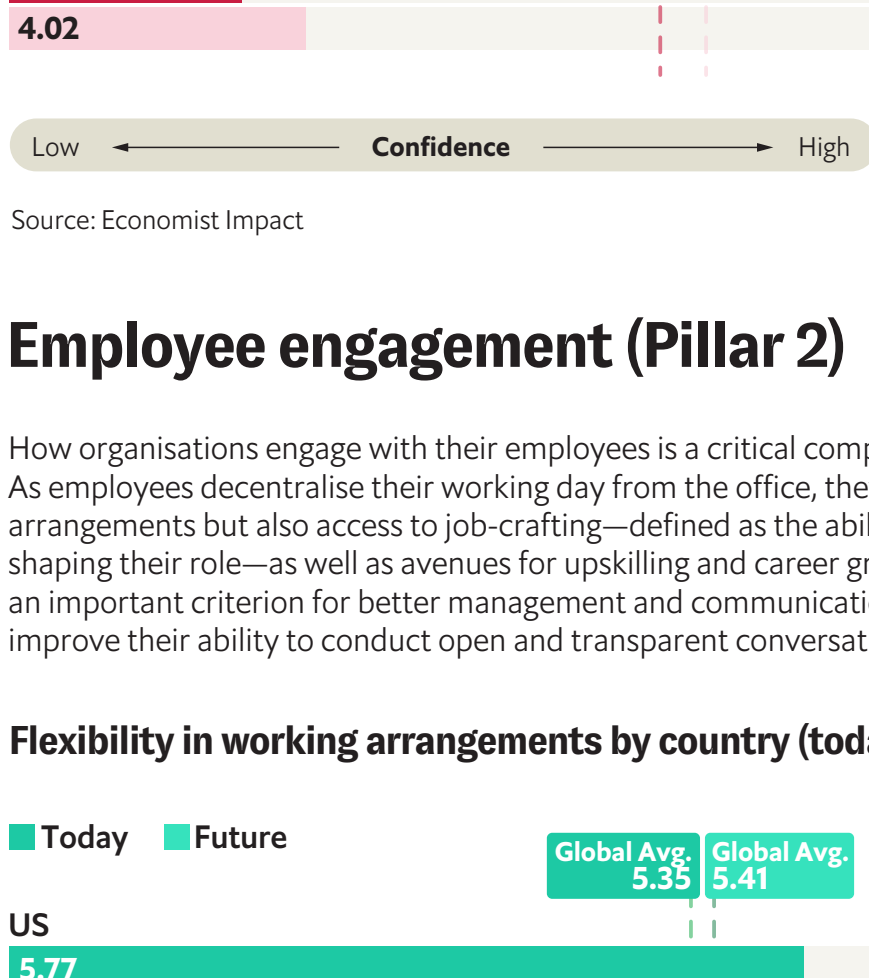 4.02
Low Confidence High
Source: Economist Impact
Employee engagement (Pillar 2)
How organisations engage with their employees is a critical comp
As employees decentralise their working day from the office, the
arrangements but also access to job-crafting—defined as the abil
shaping their role—as well as avenues for upskilling and career gr
an important criterion for better management and communicati
improve their ability to conduct open and transparent conversat
Flexibility in working arrangements by country (toda
Today Future
Global Avg. Global Avg.
5.35 5.41
US
5.77